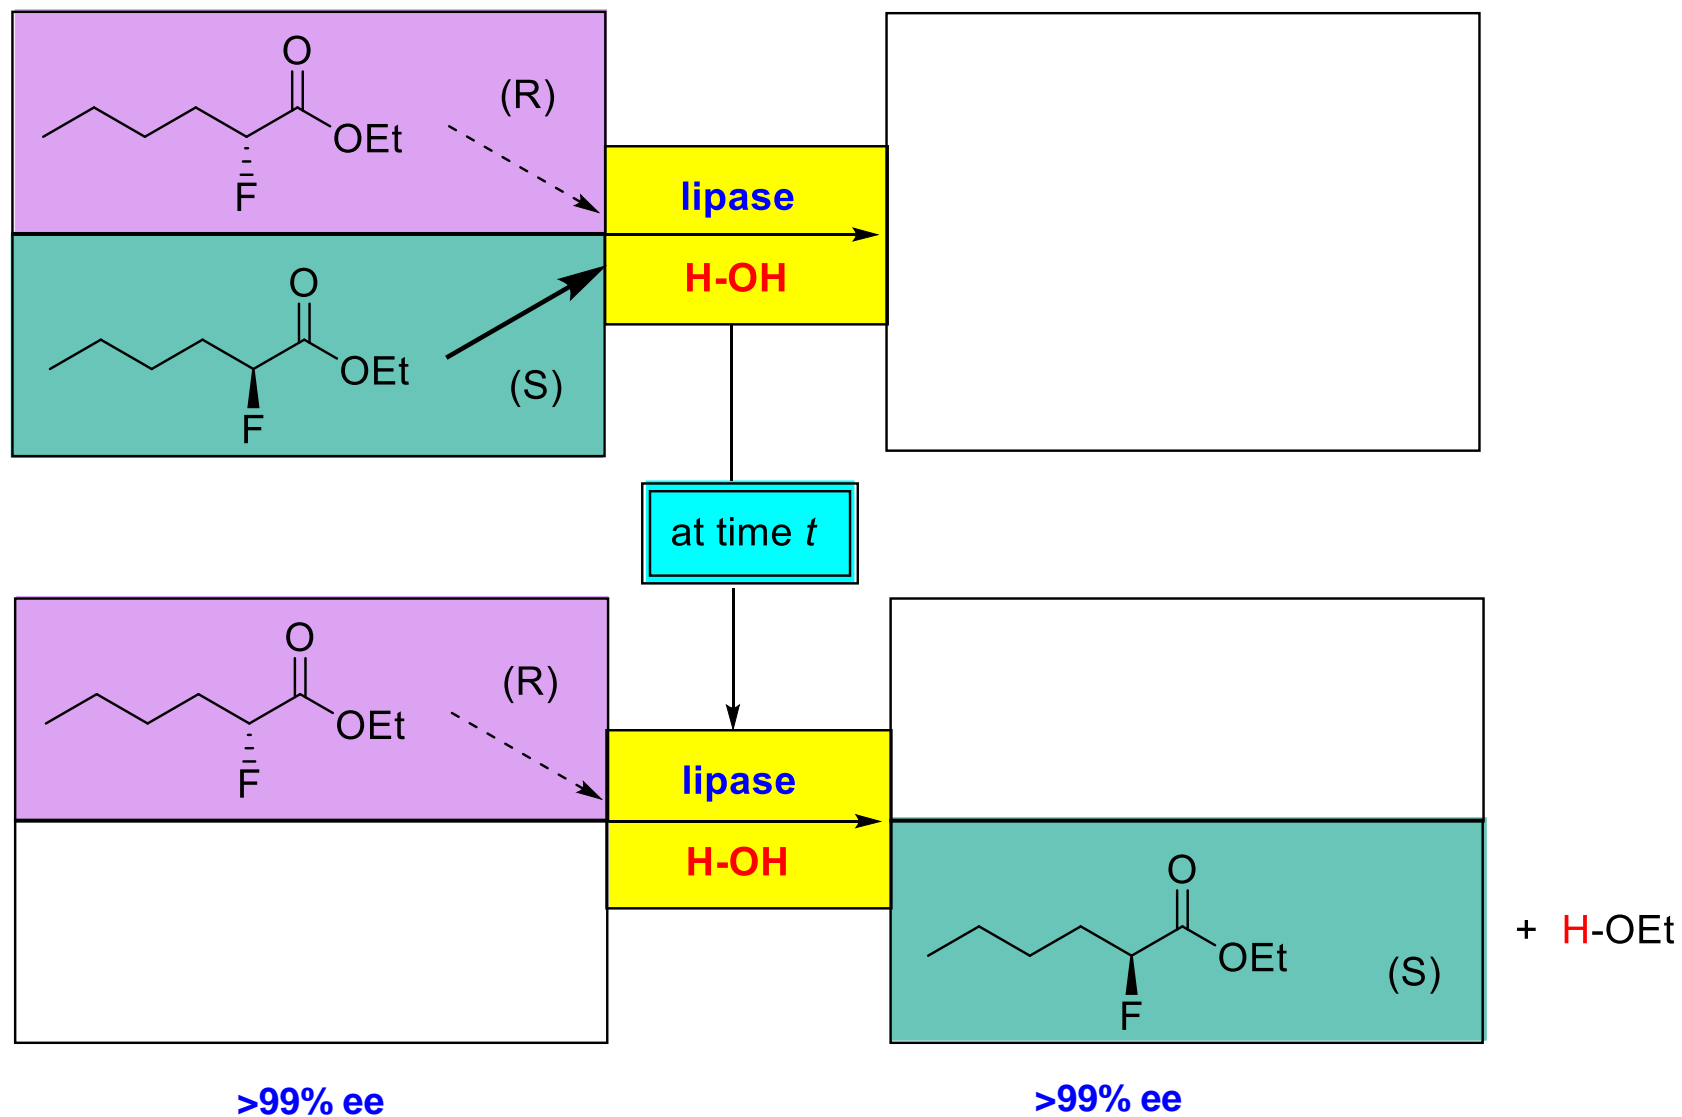 O
OEt
F
(R)
lipase
H-OH
O
OEt
F
(S)
at time t
O
OEt
F
(R)
lipase
H-OH
O
OEt
F
(S)
+ H-OEt
>99% ee
>99% ee